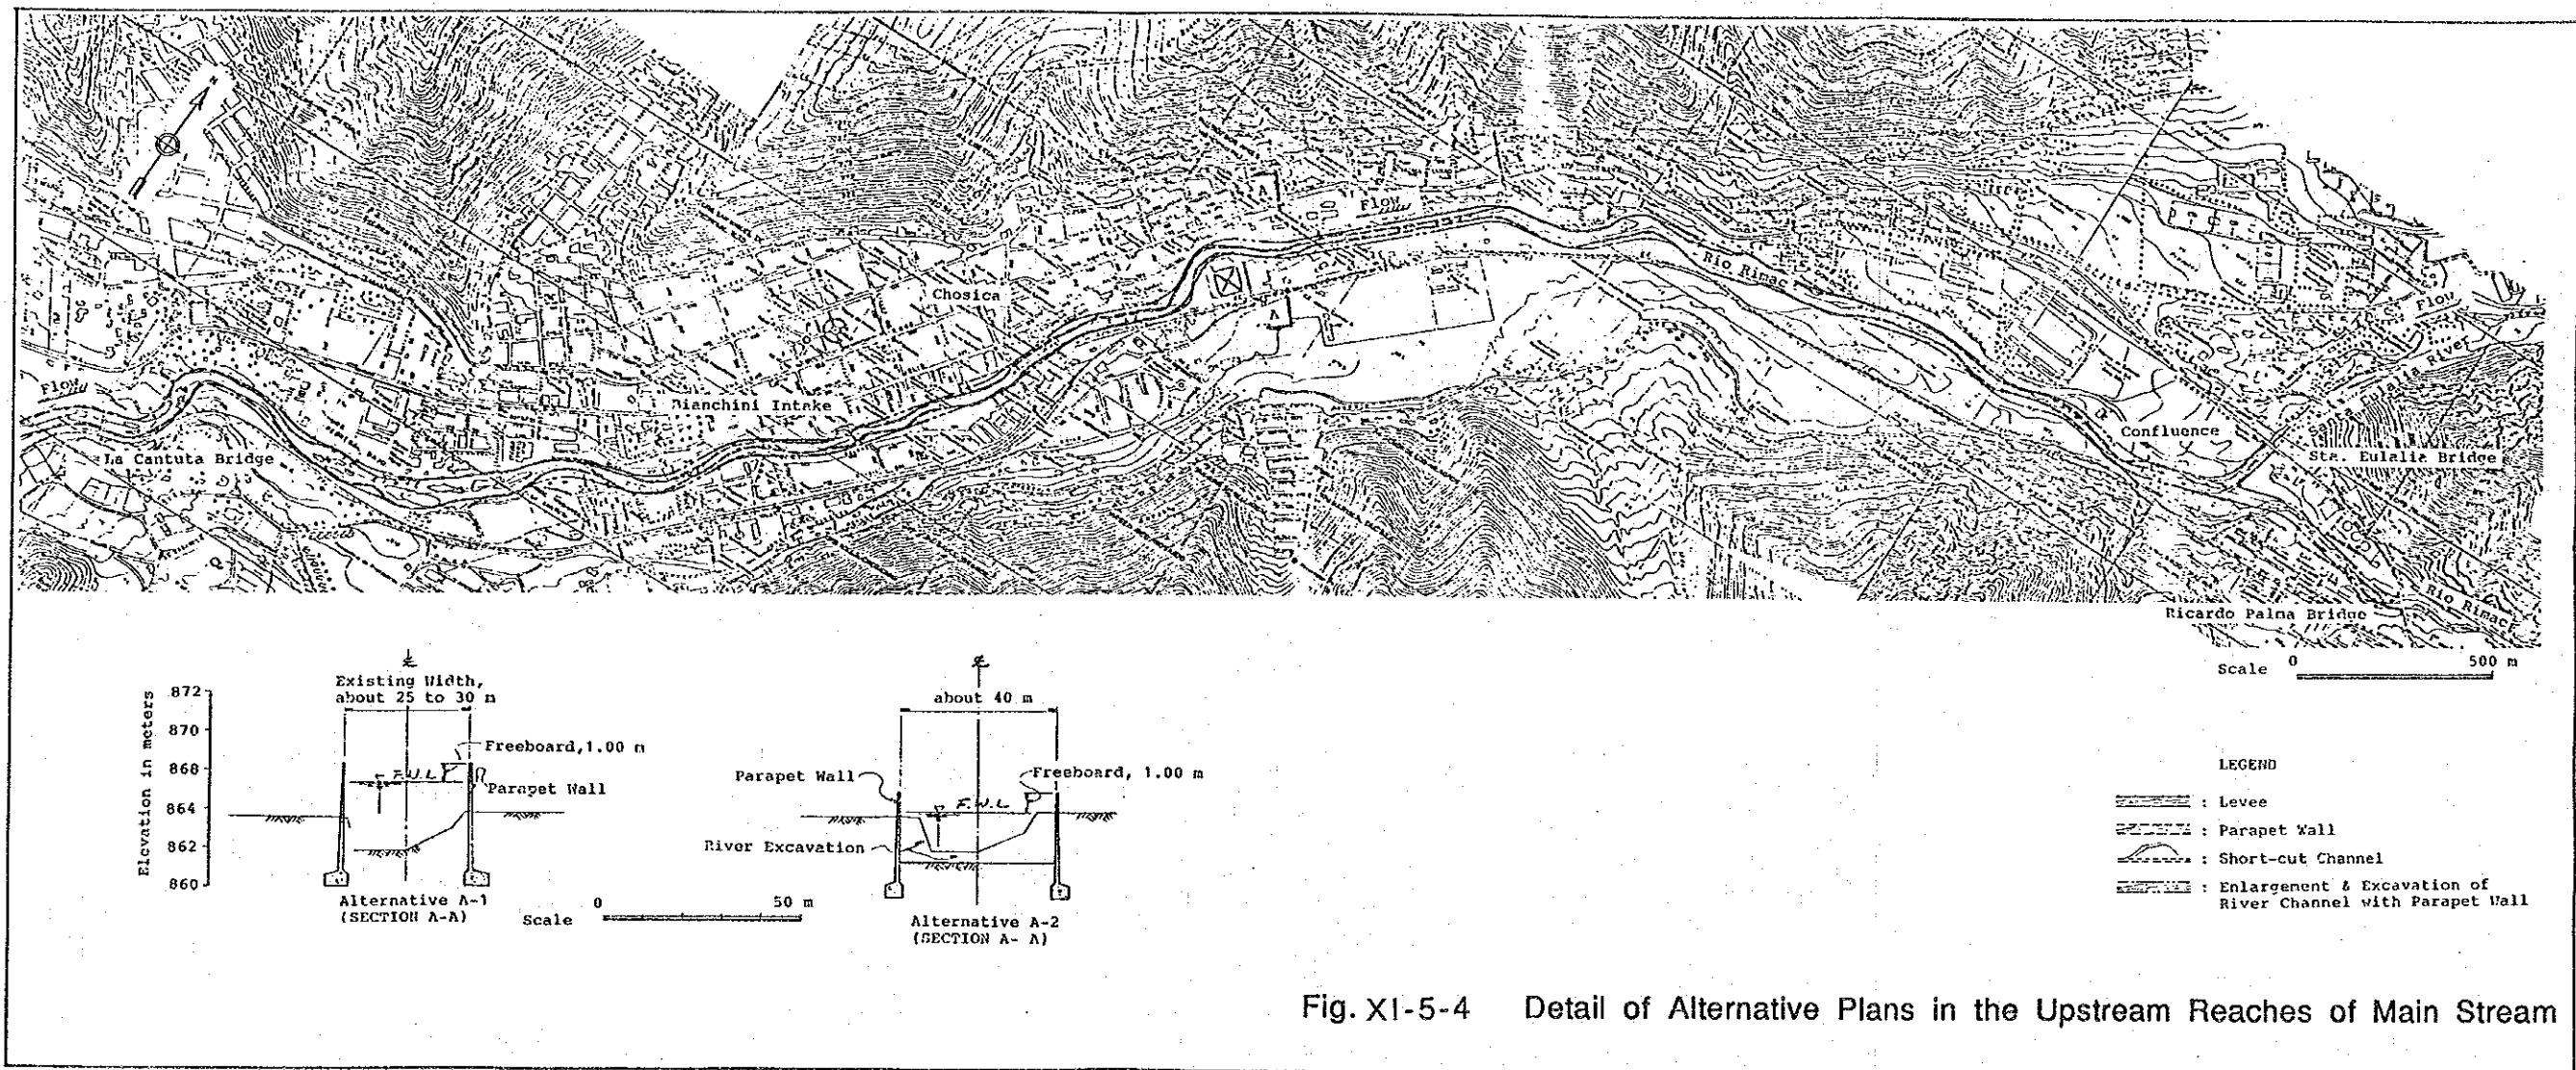 N
Flow
Chosica
Rio Rimac
Flow
Santa Eulalia River
Bianchini Intake
Flow
Confluence
La Cantuta Bridge
Sta. Eulalia Bridge
Rio Rimac
Ricardo Palma Bridge
A
A
Scale 0 500 m
Elevation in meters
872
870
868
864
862
860
Existing Width,
about 25 to 30 m
Freeboard, 1.00 m
F.W.L
Parapet Wall
Alternative A-1
(SECTION A-A)
Scale 0 50 m
about 40 m
Parapet Wall
Freeboard, 1.00 m
F.W.L
River Excavation
Alternative A-2
(SECTION A- A)
LEGEND
: Levee
: Parapet Wall
: Short-cut Channel
: Enlargement & Excavation of
River Channel with Parapet Wall
Fig. XI-5-4 Detail of Alternative Plans in the Upstream Reaches of Main Stream